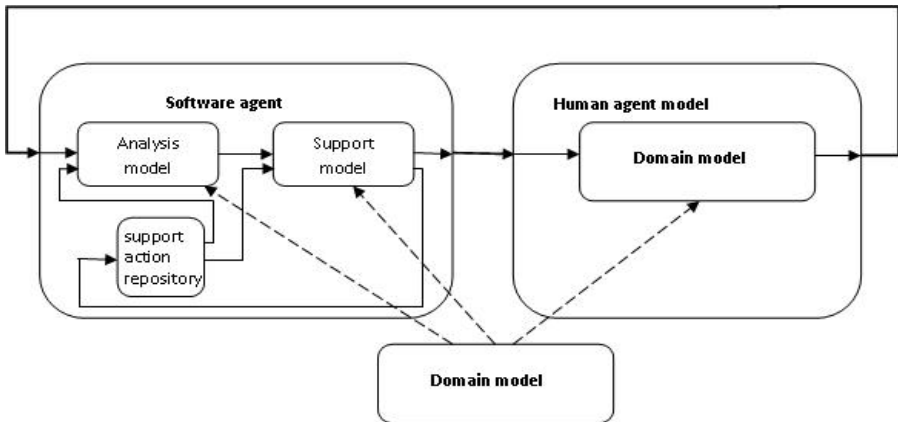 Software agent
Human agent model
Analysis
model
Support
model
Domain model
support
action
repository
Domain model